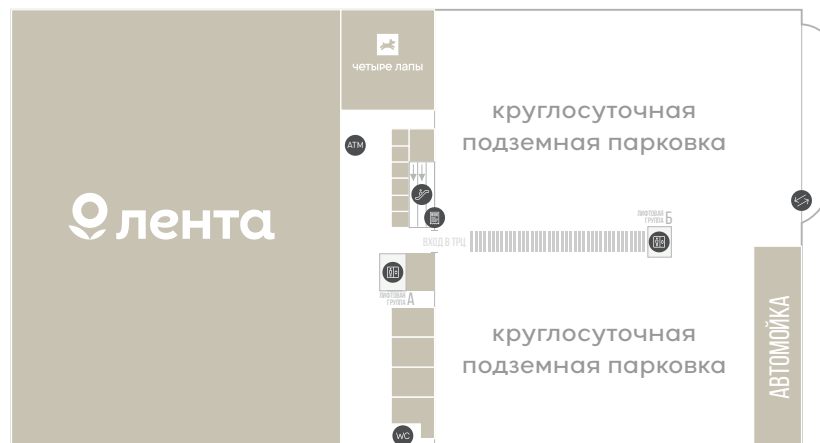 четыре лапы
круглосуточная
подземная парковка
ATM
лента
ЛИФТОВАЯ
ГРУППА Б
ВХОД В ТРЦ
ЛИФТОВАЯ
ГРУППА А
круглосуточная
подземная парковка
АВТОМОЙКА
WC